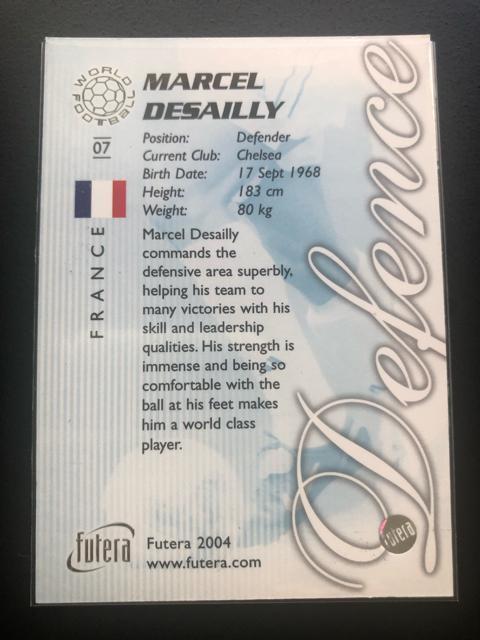 WORLD FOOTBALL
MARCEL
DESAILLY
07
Position: Defender
Current Club: Chelsea
Birth Date: 17 Sept 1968
Height: 183 cm
Weight: 80 kg
FRANCE
Marcel Desailly
commands the
defensive area superbly,
helping his team to
many victories with his
skill and leadership
qualities. His strength is
immense and being so
comfortable with the
ball at his feet makes
him a world class
player.
Defence
futera
Futera 2004
www.futera.com
futera